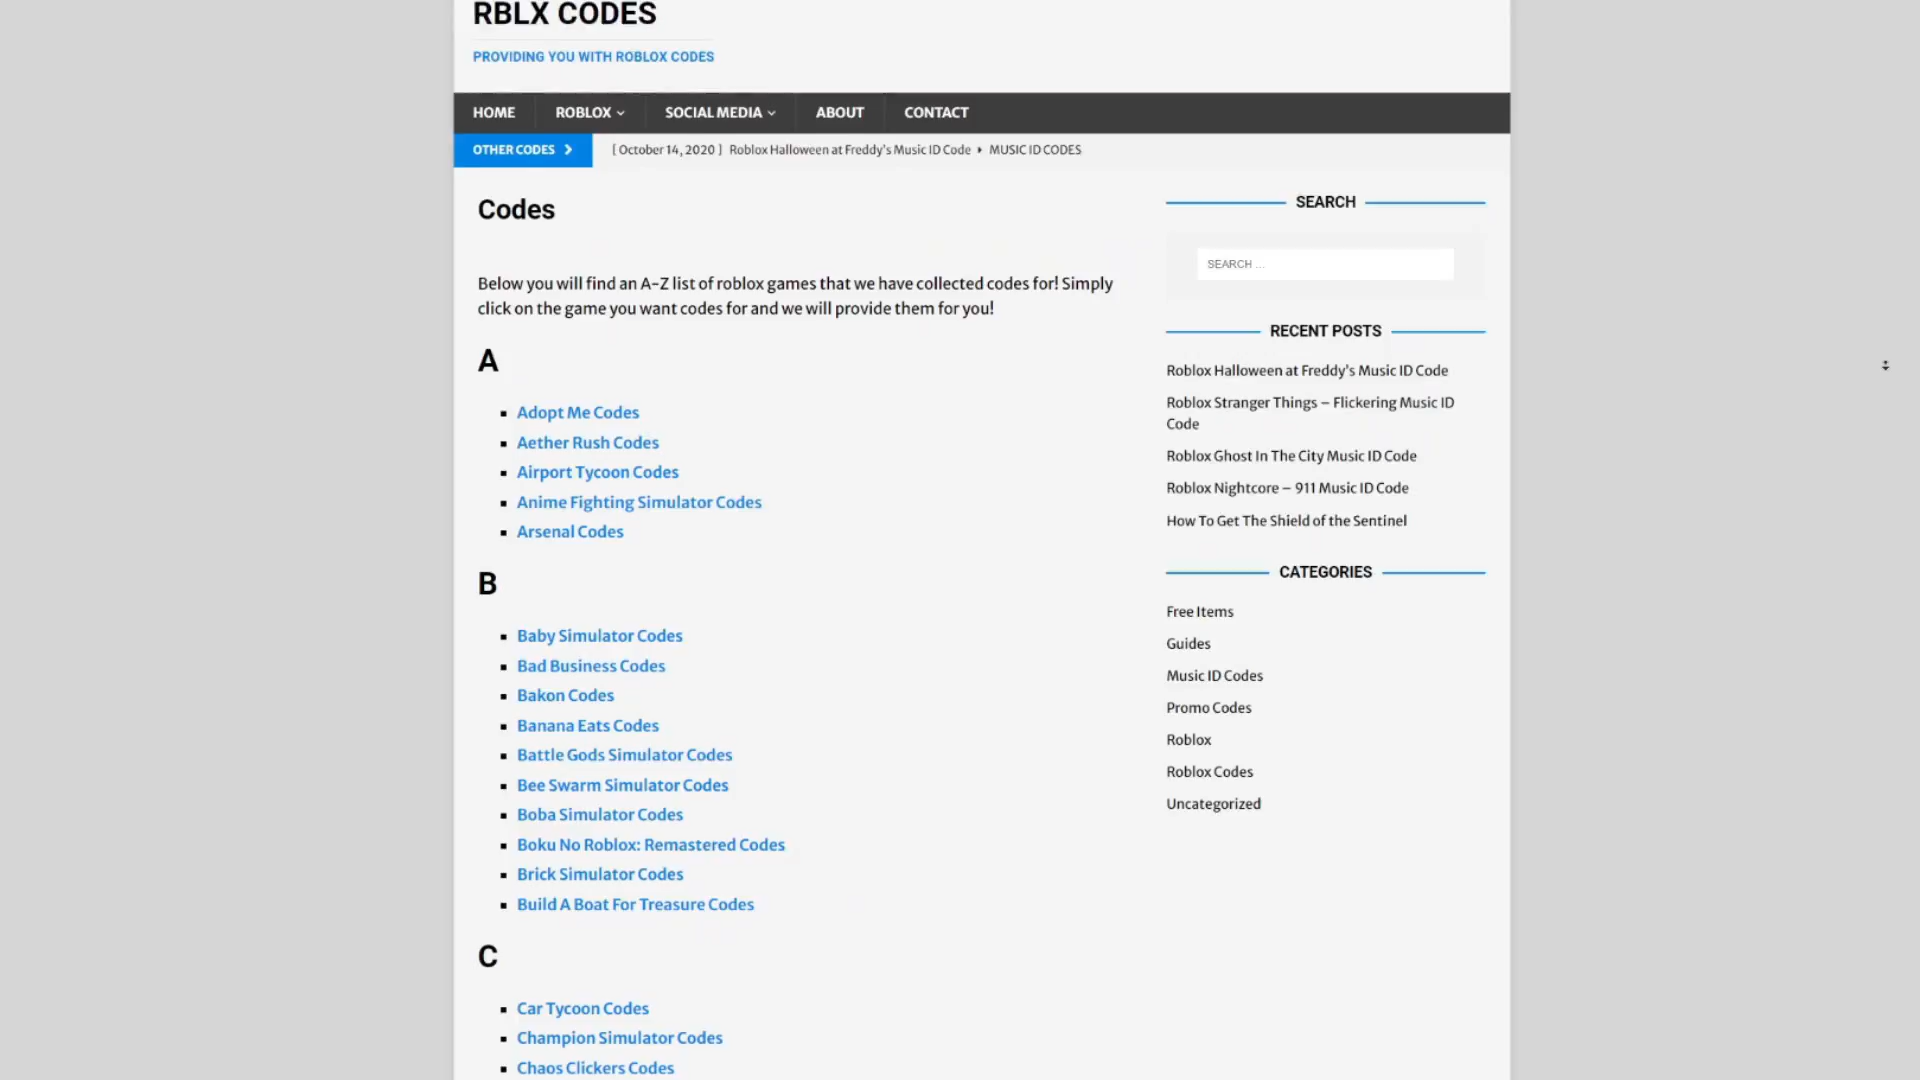 RBLX CODES
PROVIDING YOU WITH ROBLOX CODES
HOME ROBLOX SOCIAL MEDIA ABOUT CONTACT
OTHER CODES [ October 14, 2020 ] Roblox Halloween at Freddy's Music ID Code MUSIC ID CODES
Codes
Below you will find an A-Z list of roblox games that we have collected codes for! Simply
click on the game you want codes for and we will provide them for you!
A
Adopt Me Codes
Aether Rush Codes
Airport Tycoon Codes
Anime Fighting Simulator Codes
Arsenal Codes
B
Baby Simulator Codes
Bad Business Codes
Bakon Codes
Banana Eats Codes
Battle Gods Simulator Codes
Bee Swarm Simulator Codes
Boba Simulator Codes
Boku No Roblox: Remastered Codes
Brick Simulator Codes
Build A Boat For Treasure Codes
C
Car Tycoon Codes
Champion Simulator Codes
Chaos Clickers Codes
SEARCH
SEARCH ...
RECENT POSTS
Roblox Halloween at Freddy's Music ID Code
Roblox Stranger Things – Flickering Music ID
Code
Roblox Ghost In The City Music ID Code
Roblox Nightcore – 911 Music ID Code
How To Get The Shield of the Sentinel
CATEGORIES
Free Items
Guides
Music ID Codes
Promo Codes
Roblox
Roblox Codes
Uncategorized